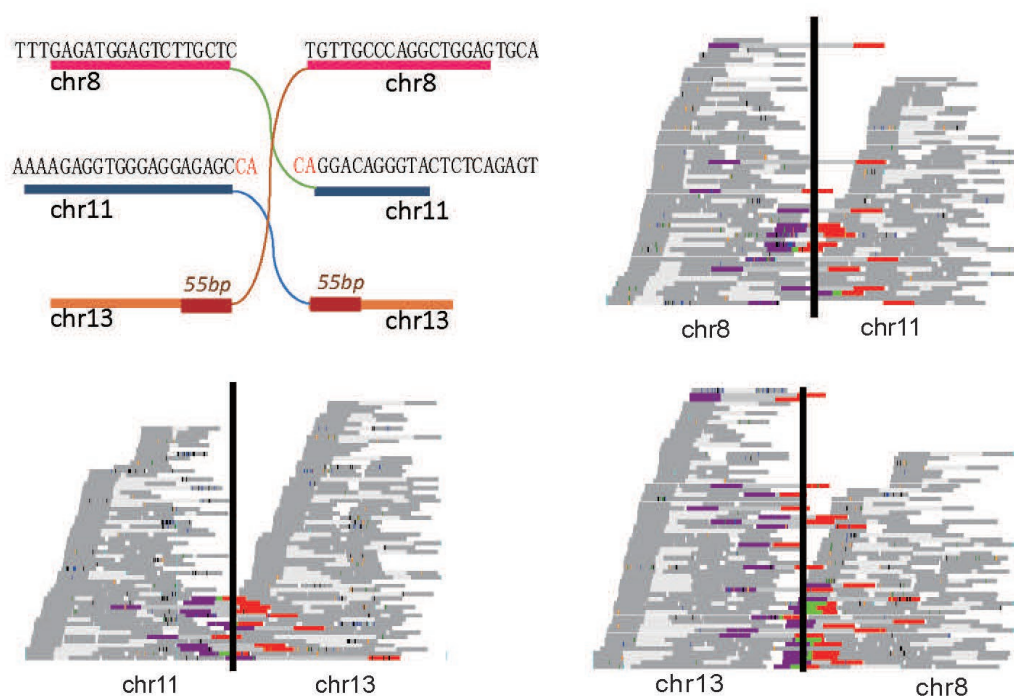 TTTGAGATGGAGTCTTGCTC TGTTGCCCAGGCTGGAGTGCA
chr8 chr8
AAAAGAGGTGGGAGGAGAGCCA CAGGACAGGGTACTCTCAGAGT
chr11 chr11
55bp 55bp
chr13 chr13
chr8 chr11
chr11 chr13
chr13 chr8